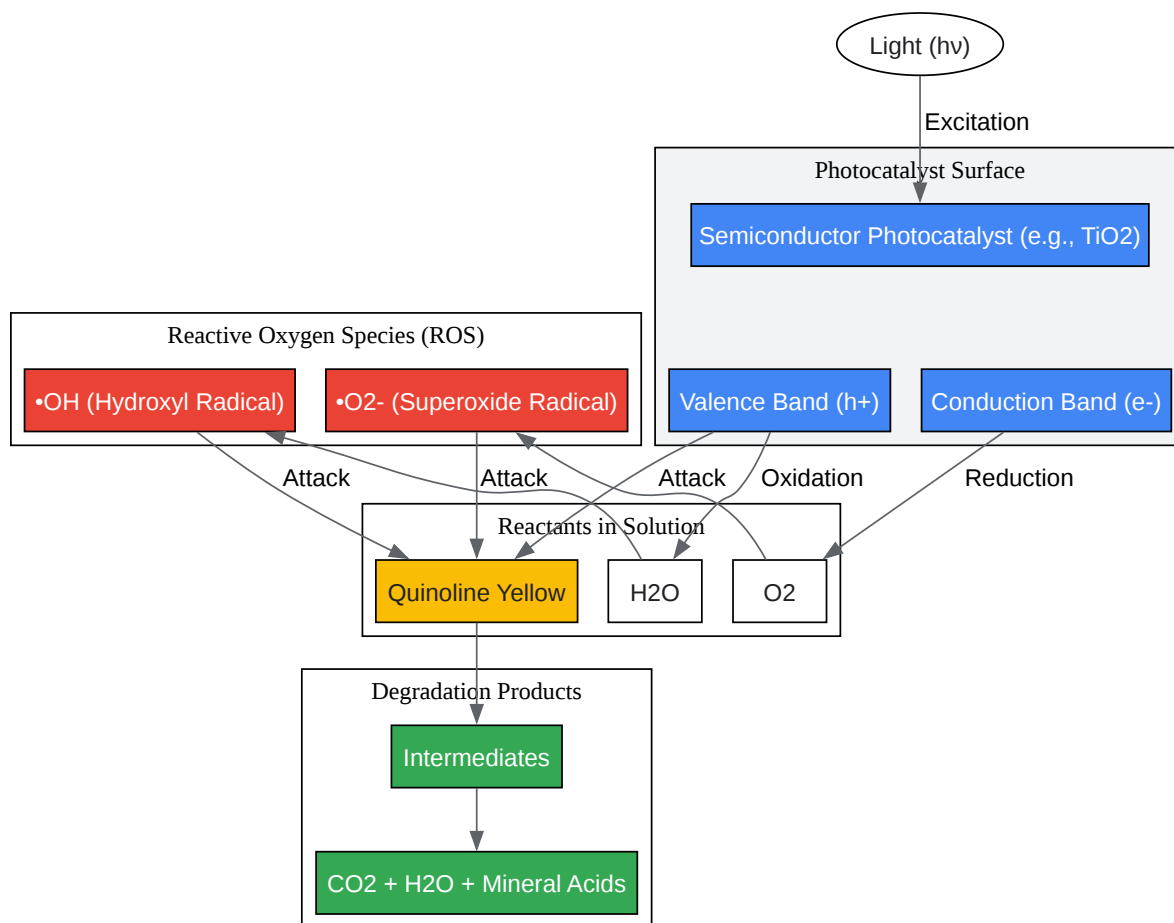 Light (hν)
Excitation
Photocatalyst Surface
Semiconductor Photocatalyst (e.g., TiO2)
Reactive Oxygen Species (ROS)
•OH (Hydroxyl Radical)
•O2- (Superoxide Radical)
Valence Band (h+)
Conduction Band (e-)
Attack
Attack
Attack
Oxidation
Reduction
Reactants in Solution
Quinoline Yellow
H2O
O2
Degradation Products
Intermediates
CO2 + H2O + Mineral Acids